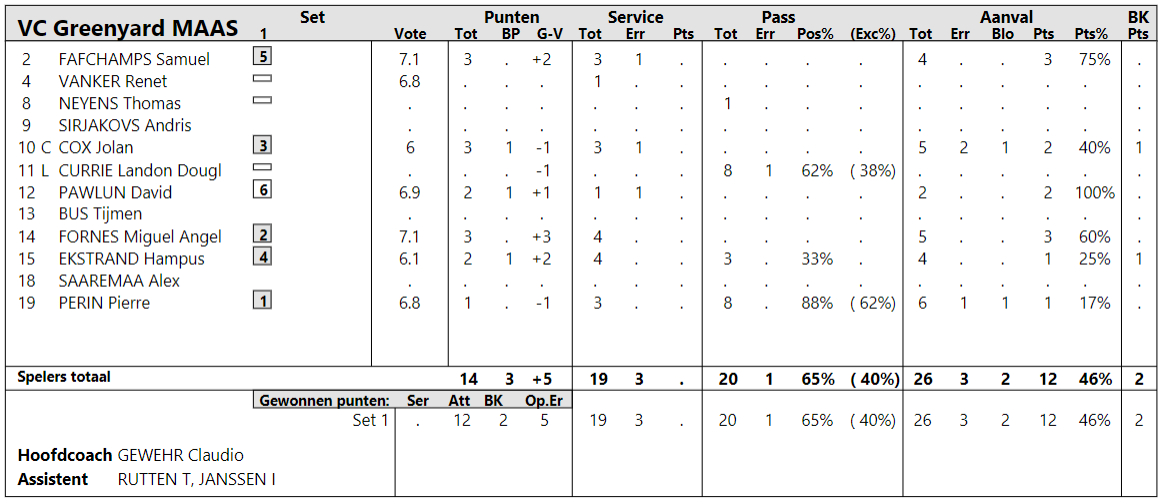 VC Greenyard MAAS Set Punten Service Pass Aanval BK
1 Vote Tot BP G-V Tot Err Pts Tot Err Pos% (Exc%) Tot Err Blo Pts Pts% Pts
2 FAFCHAMPS Samuel 5 7.1 3 . +2 3 1 . . . . . 4 . . 3 75% .
4 VANKER Renet 6.8 . . . 1 . . . . . . . . . . . .
8 NEYENS Thomas . . . . . . . 1 . . . . . . . . .
9 SIRJAKOVS Andris . . . . . . . . . . . . . . . . .
10 C COX Jolan 3 6 3 1 -1 3 1 . . . . . 5 2 1 2 40% 1
11 L CURRIE Landon Dougl . . . -1 . . . 8 1 62% ( 38%) . . . . . .
12 PAWLUN David 6 6.9 2 1 +1 1 1 . . . . . 2 . . 2 100% .
13 BUS Tijmen . . . . . . . . . . . . . . . . .
14 FORNES Miguel Angel 2 7.1 3 . +3 4 . . . . . . 5 . . 3 60% .
15 EKSTRAND Hampus 4 6.1 2 1 +2 4 . . 3 . 33% . 4 . . 1 25% 1
18 SAAREMAA Alex . . . . . . . . . . . . . . . . .
19 PERIN Pierre 1 6.8 1 . -1 3 . . 8 . 88% ( 62%) 6 1 1 1 17% .
Spelers totaal 14 3 +5 19 3 . 20 1 65% ( 40%) 26 3 2 12 46% 2
Gewonnen punten: Ser Att BK Op.Er
Set 1 . 12 2 5 19 3 . 20 1 65% ( 40%) 26 3 2 12 46% 2
Hoofdcoach GEWEHR Claudio
Assistent RUTTEN T, JANSSEN I